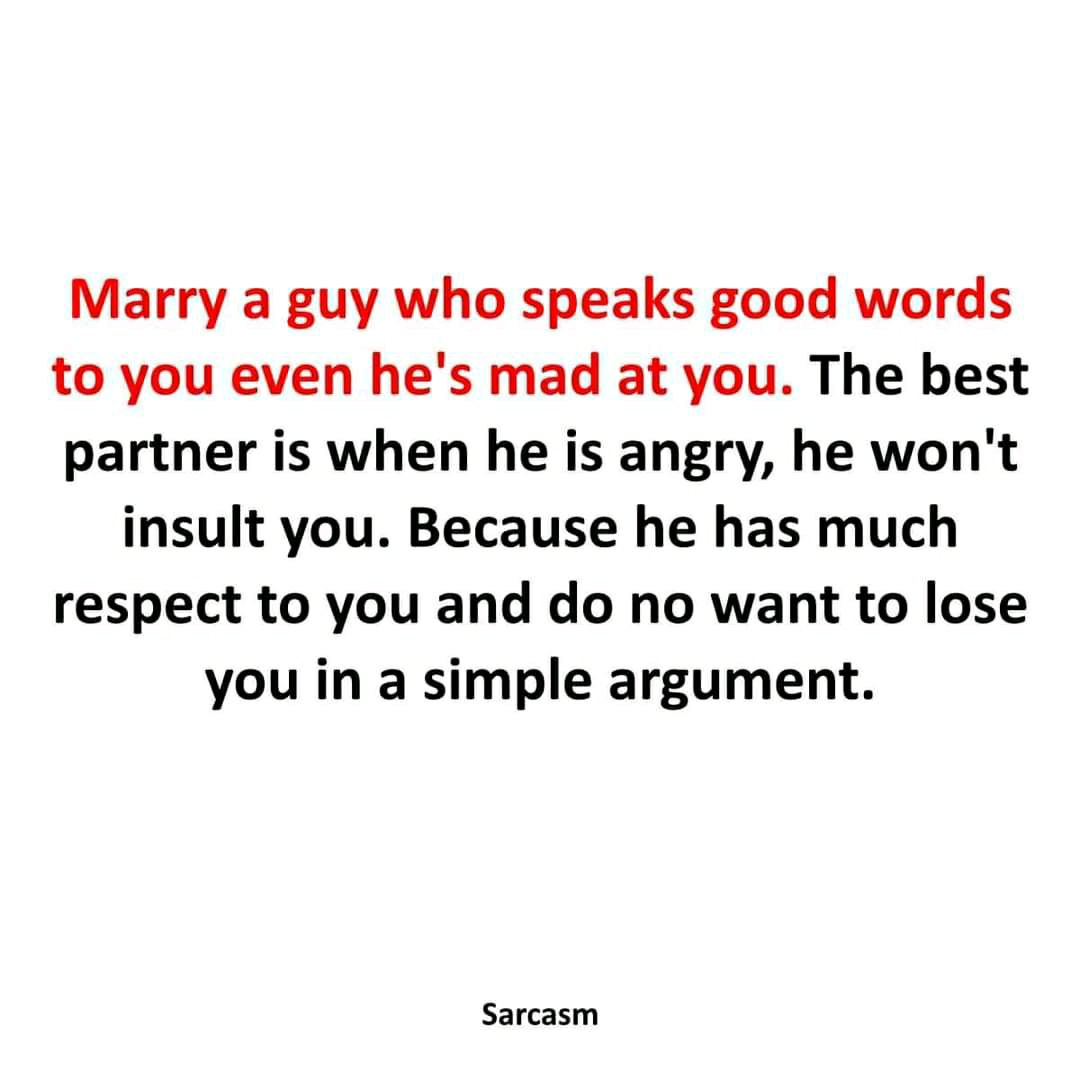 Marry a guy who speaks good words
to you even he's mad at you. The best
partner is when he is angry, he won't
insult you. Because he has much
respect to you and do no want to lose
you in a simple argument.
Sarcasm